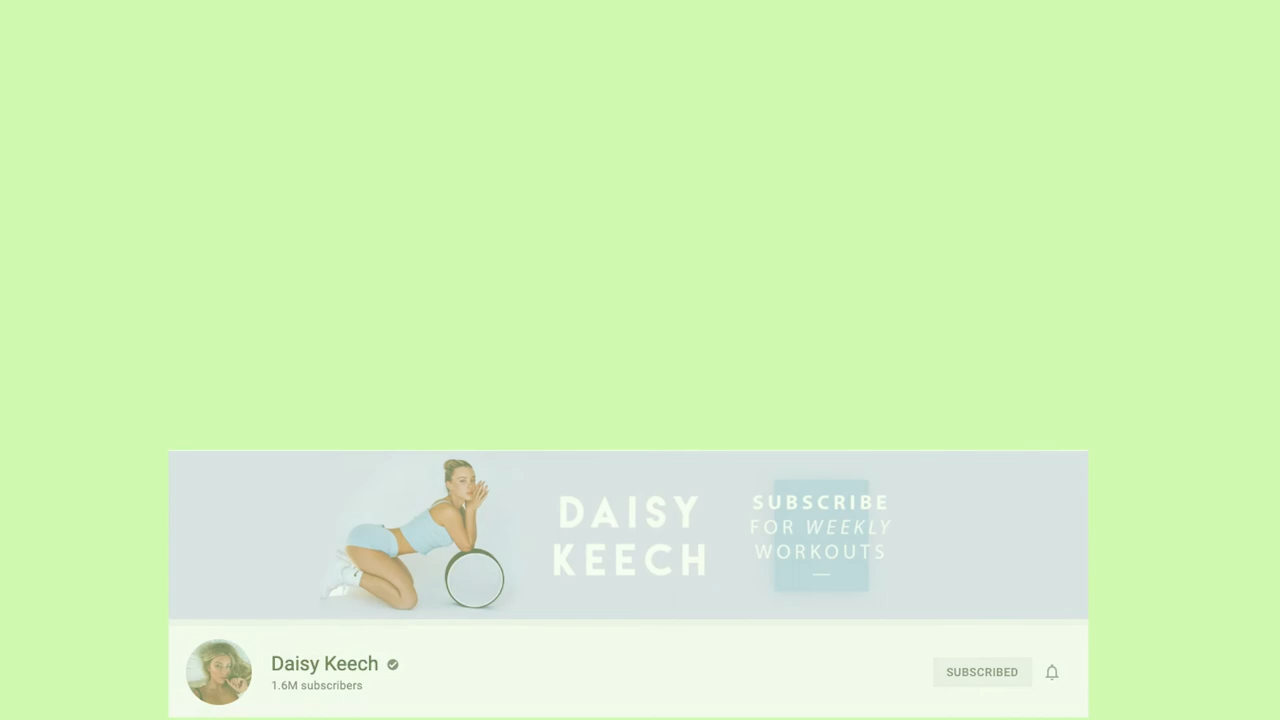 DAISY
KEECH
SUBSCRIBE
FOR WEEKLY
WORKOUTS
Daisy Keech
1.6M subscribers
SUBSCRIBED